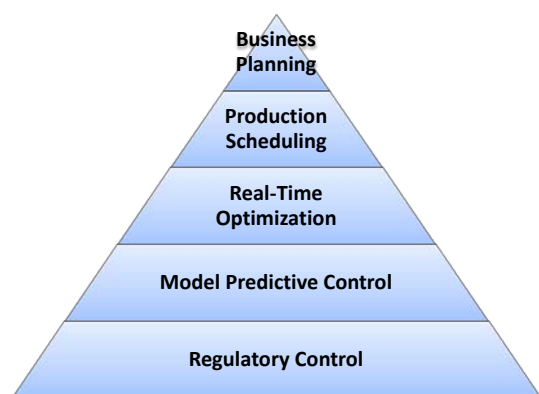 Business
Planning
Production
Scheduling
Real-Time
Optimization
Model Predictive Control
Regulatory Control